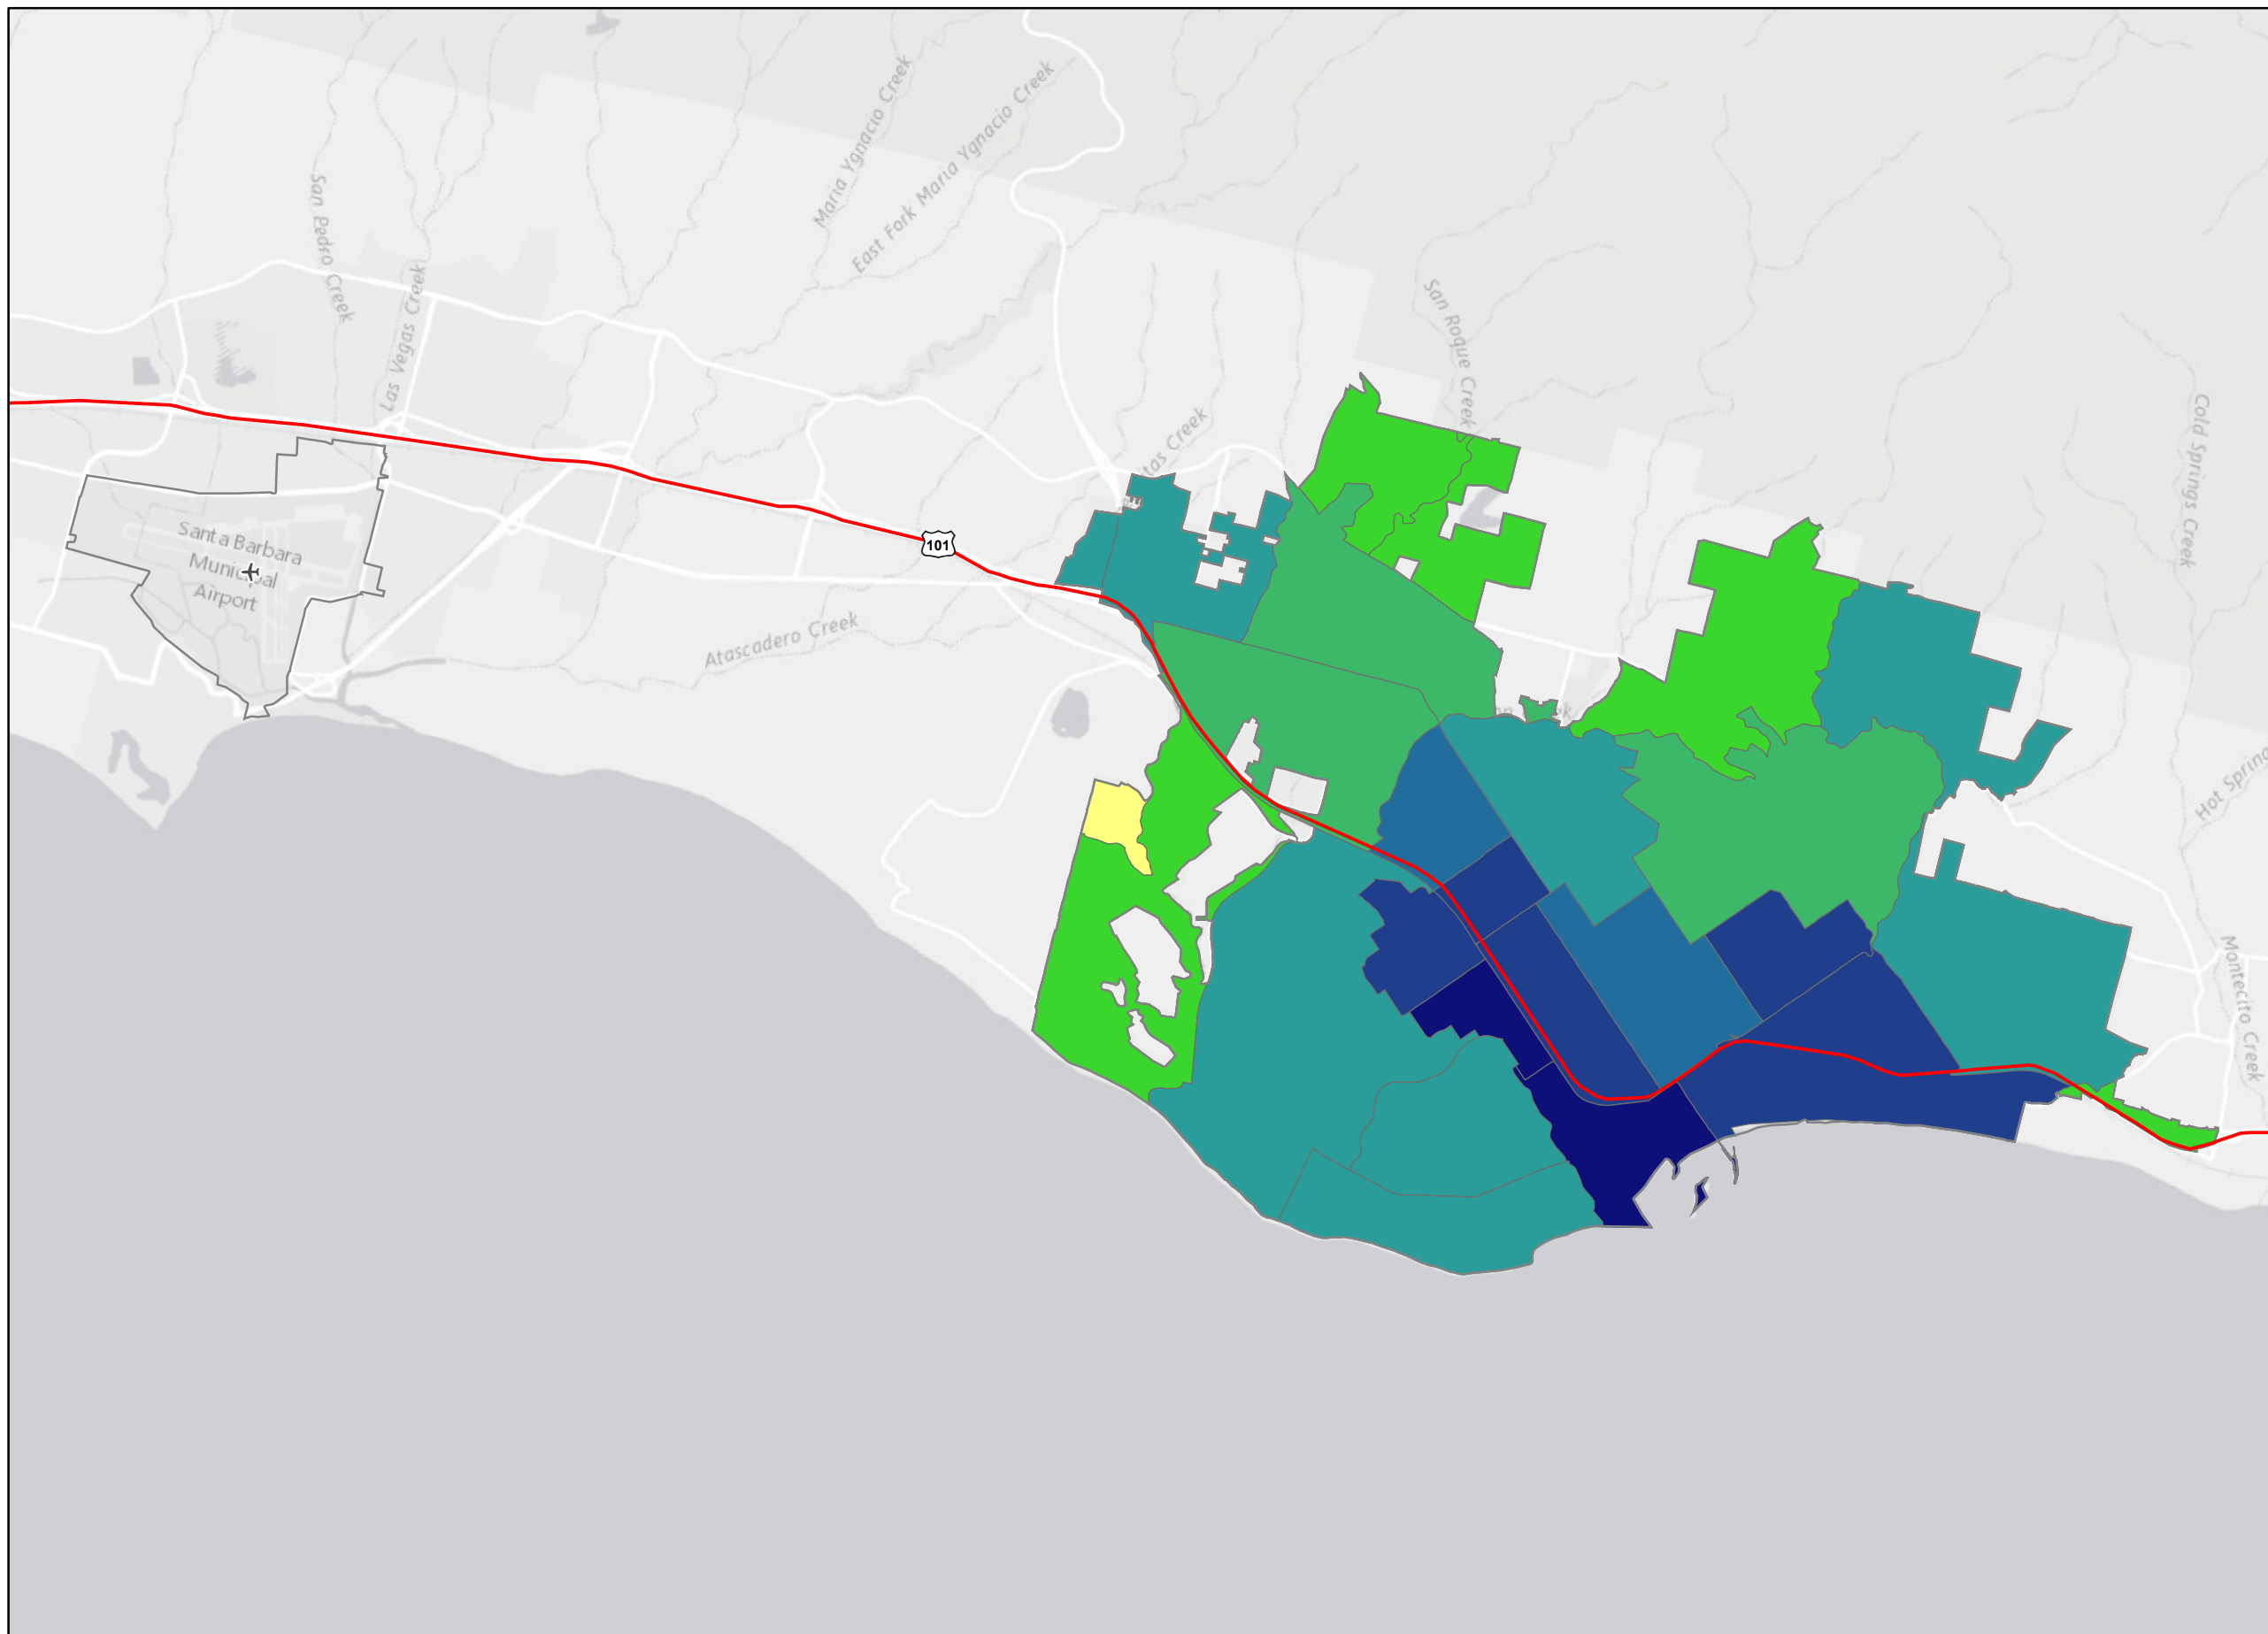 Maria Ygnacio Creek
East Fork Maria Ygnacio Creek
San Pedro Creek
Las Vegas Creek
San Roque Creek
Cold Springs Creek
tas Creek
101
Santa Barbara
Municipal
Airport
Atascadero Creek
Hot Spring
Montecito Creek